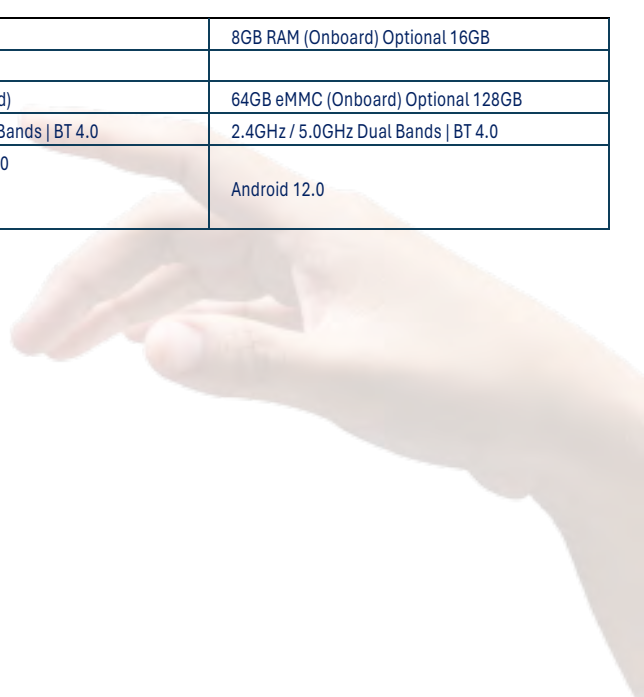 8GB RAM (Onboard) Optional 16GB
d)
64GB eMMC (Onboard) Optional 128GB
Bands | BT 4.0
2.4GHz / 5.0GHz Dual Bands | BT 4.0
0
Android 12.0